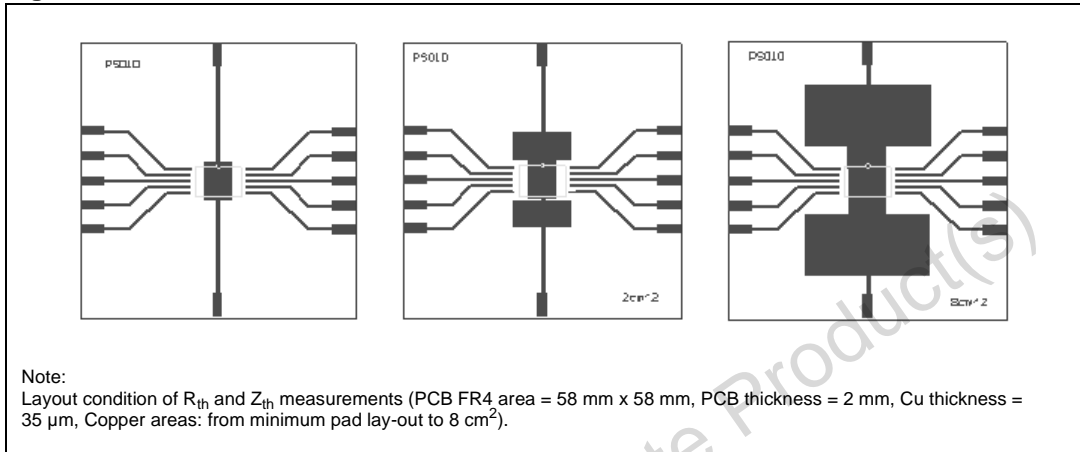 PSO10
PSO10
PSO10
2cm^2
8cm^2
Note:
Layout condition of Rth and Zth measurements (PCB FR4 area = 58 mm x 58 mm, PCB thickness = 2 mm, Cu thickness =
35 µm, Copper areas: from minimum pad lay-out to 8 cm²).
Product(s)